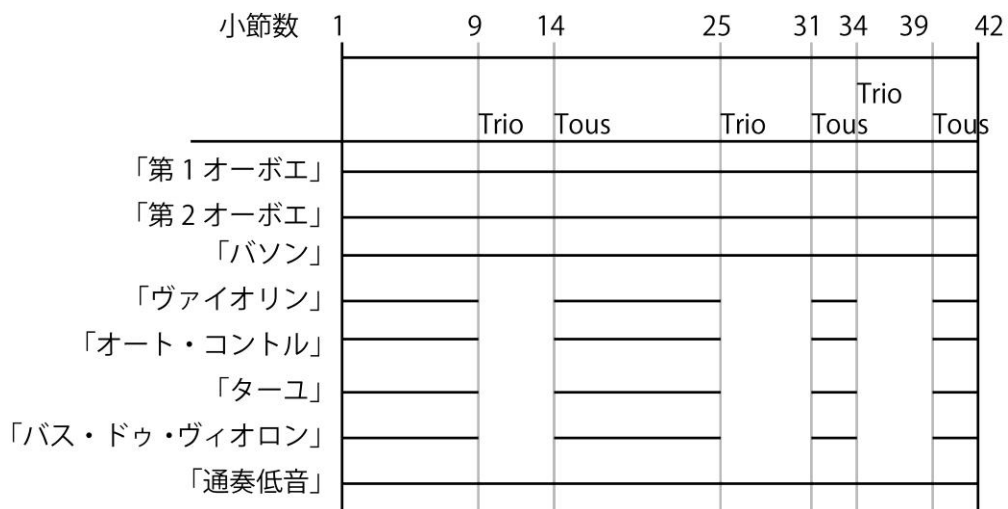 小節数 1 9 14 25 31 34 39 42
Trio
Trio Tous Trio Tous Tous
「第1オーボエ」
「第2オーボエ」
「バソン」
「ヴァイオリン」
「オート・コントル」
「ターユ」
「バス・ドゥ・ヴィオロン」
「通奏低音」